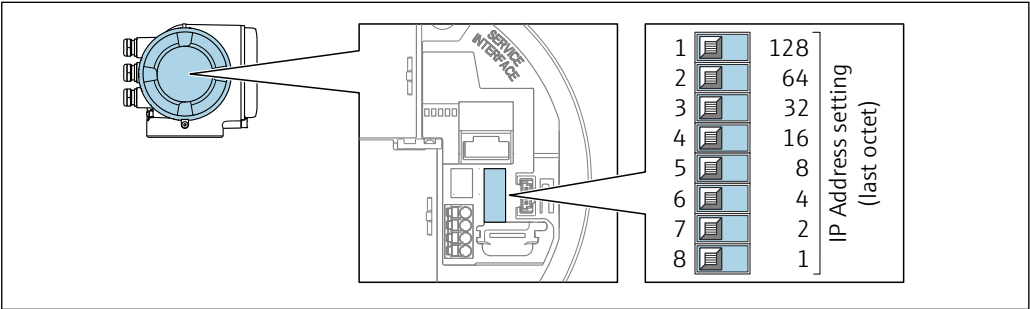 SERVICE
INTERFACE
1 128
2 64
3 32
4 16
5 8
6 4
7 2
8 1
IP Address setting
(last octet)